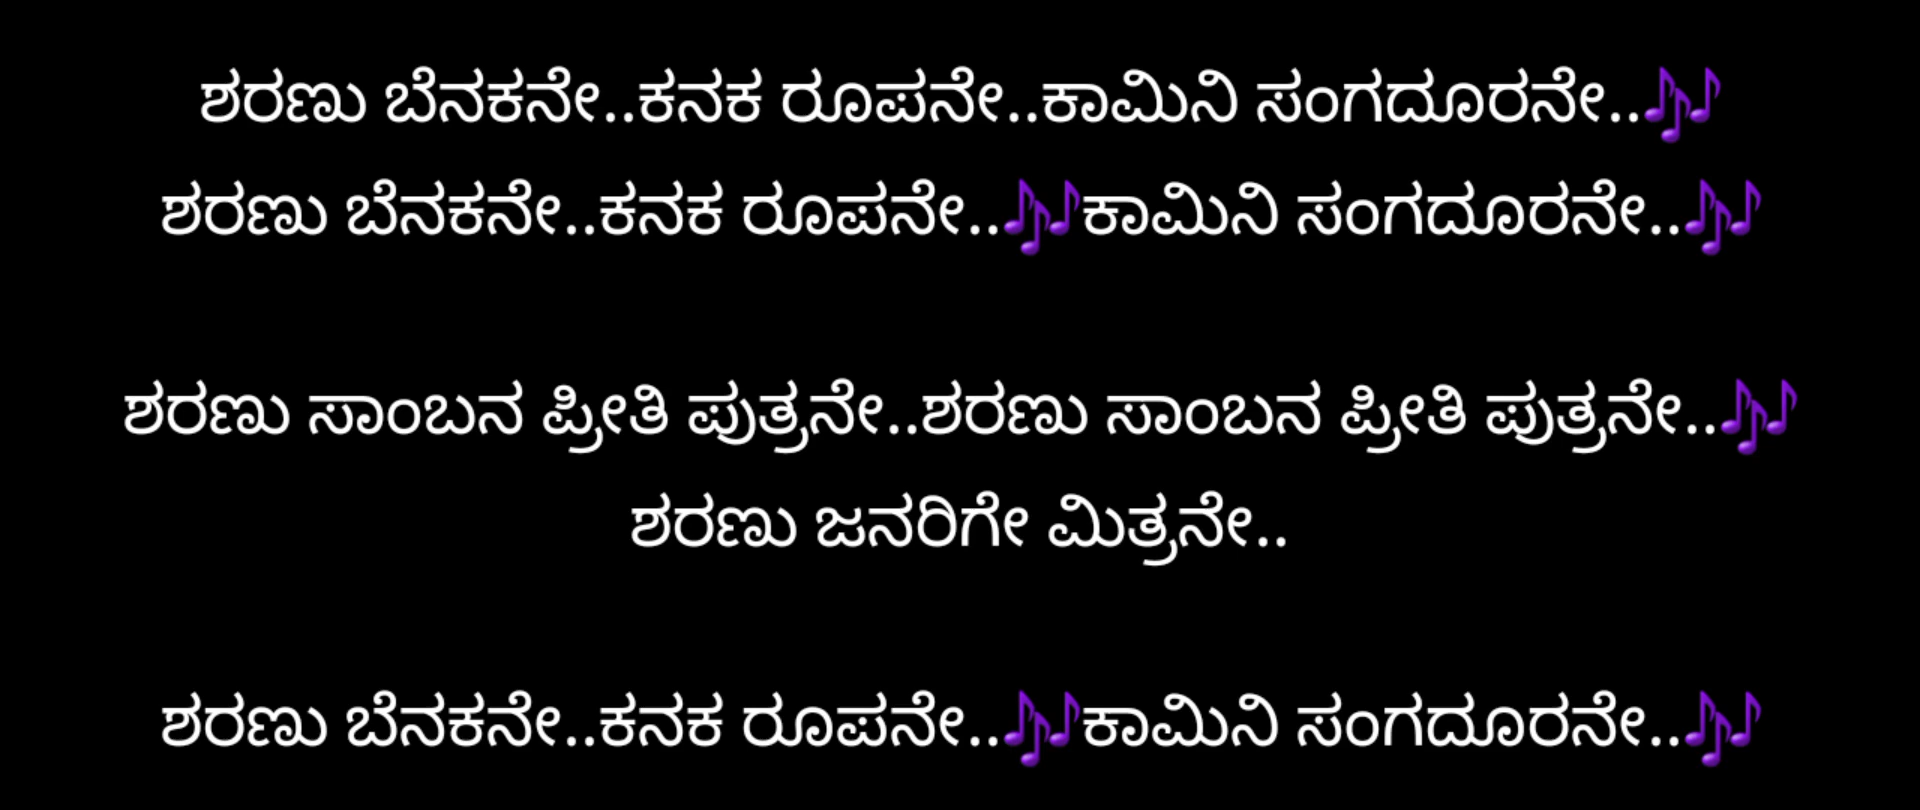 ಶರಣು ಬೆನಕನೇ..ಕನಕ ರೂಪನೇ..ಕಾಮಿನಿ ಸಂಗದೂರನೇ..🎶
ಶರಣು ಬೆನಕನೇ..ಕನಕ ರೂಪನೇ..🎶ಕಾಮಿನಿ ಸಂಗದೂರನೇ..🎶
ಶರಣು ಸಾಂಬನ ಪ್ರೀತಿ ಪುತ್ರನೇ..ಶರಣು ಸಾಂಬನ ಪ್ರೀತಿ ಪುತ್ರನೇ..🎶
ಶರಣು ಜನರಿಗೇ ಮಿತ್ರನೇ..
ಶರಣು ಬೆನಕನೇ..ಕನಕ ರೂಪನೇ..🎶ಕಾಮಿನಿ ಸಂಗದೂರನೇ..🎶